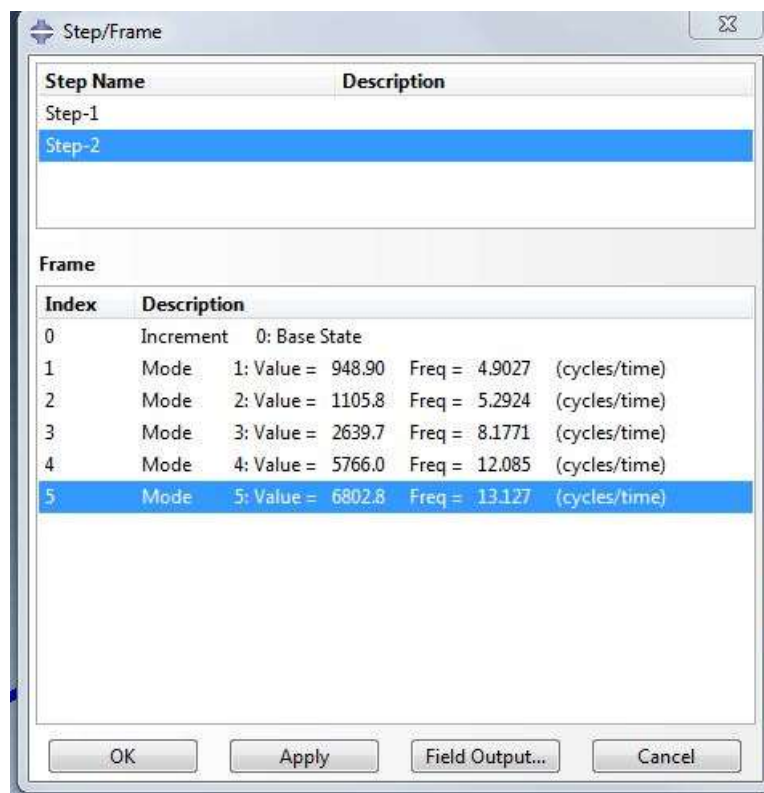 Step/Frame
Step Name Description
Step-1
Step-2
Frame
Index Description
0 Increment 0: Base State
1 Mode 1: Value = 948.90 Freq = 4.9027 (cycles/time)
2 Mode 2: Value = 1105.8 Freq = 5.2924 (cycles/time)
3 Mode 3: Value = 2639.7 Freq = 8.1771 (cycles/time)
4 Mode 4: Value = 5766.0 Freq = 12.085 (cycles/time)
5 Mode 5: Value = 6802.8 Freq = 13.127 (cycles/time)
OK Apply Field Output... Cancel